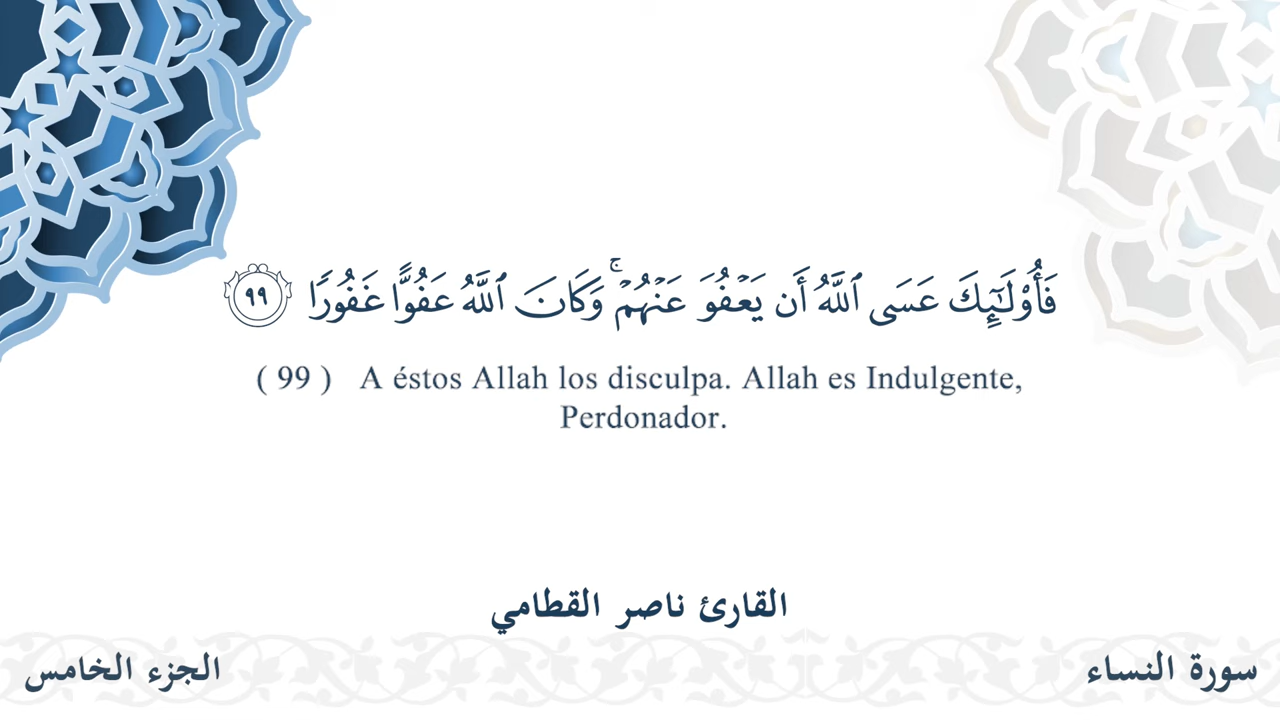 فَأُو۟لَـٰٓئِكَ عَسَى ٱللَّهُ أَن يَعْفُوَ عَنْهُمْ ۚ وَكَانَ ٱللَّهُ عَفُوًّا غَفُورًا ٩٩
( 99 ) A éstos Allah los disculpa. Allah es Indulgente,
Perdonador.
القارئ ناصر القطامي
سورة النساء
الجزء الخامس